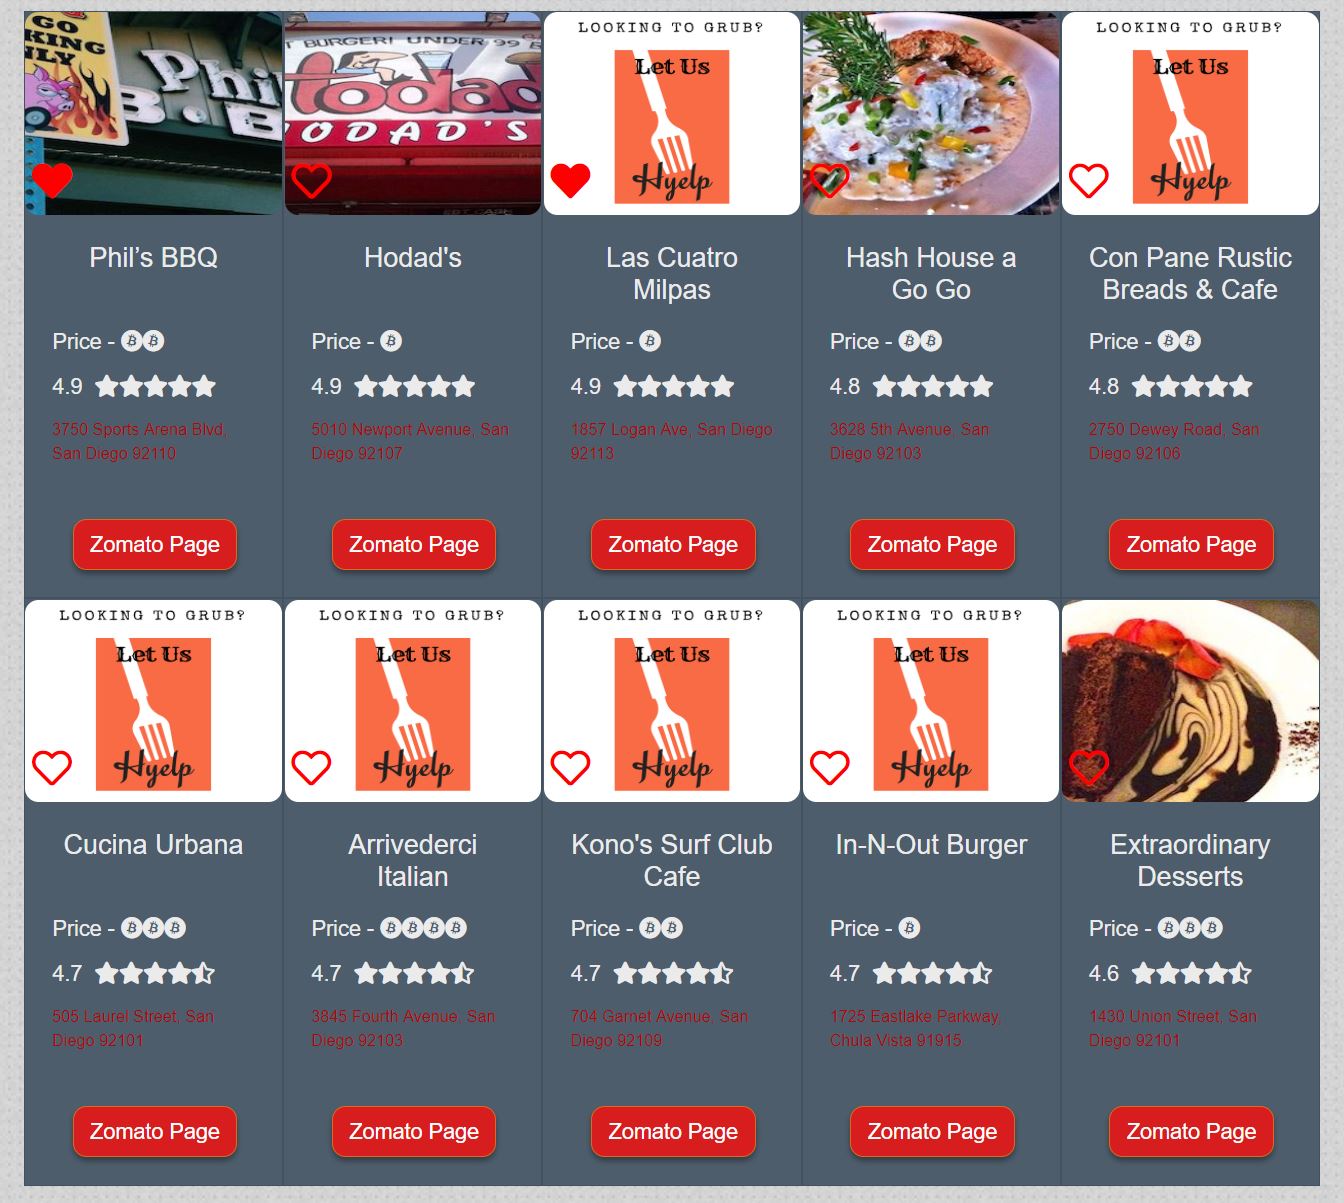 GO
KING
ILY
Phil
B.B
T BURGER! UNDER 99 B
Hodad
HODAD'S
LOOKING TO GRUB?
Let Us
Hyelp
LOOKING TO GRUB?
Let Us
Hyelp
Phil’s BBQ
Price -
4.9
3750 Sports Arena Blvd,
San Diego 92110
Zomato Page
Hodad's
Price -
4.9
5010 Newport Avenue, San
Diego 92107
Zomato Page
Las Cuatro
Milpas
Price -
4.9
1857 Logan Ave, San Diego
92113
Zomato Page
Hash House a
Go Go
Price -
4.8
3628 5th Avenue, San
Diego 92103
Zomato Page
Con Pane Rustic
Breads & Cafe
Price -
4.8
2750 Dewey Road, San
Diego 92106
Zomato Page
LOOKING TO GRUB?
Let Us
Hyelp
Cucina Urbana
Price -
4.7
505 Laurel Street, San
Diego 92101
Zomato Page
LOOKING TO GRUB?
Let Us
Hyelp
Arrivederci
Italian
Price -
4.7
3845 Fourth Avenue, San
Diego 92103
Zomato Page
LOOKING TO GRUB?
Let Us
Hyelp
Kono's Surf Club
Cafe
Price -
4.7
704 Garnet Avenue, San
Diego 92109
Zomato Page
LOOKING TO GRUB?
Let Us
Hyelp
In-N-Out Burger
Price -
4.7
1725 Eastlake Parkway,
Chula Vista 91915
Zomato Page
Extraordinary
Desserts
Price -
4.6
1430 Union Street, San
Diego 92101
Zomato Page